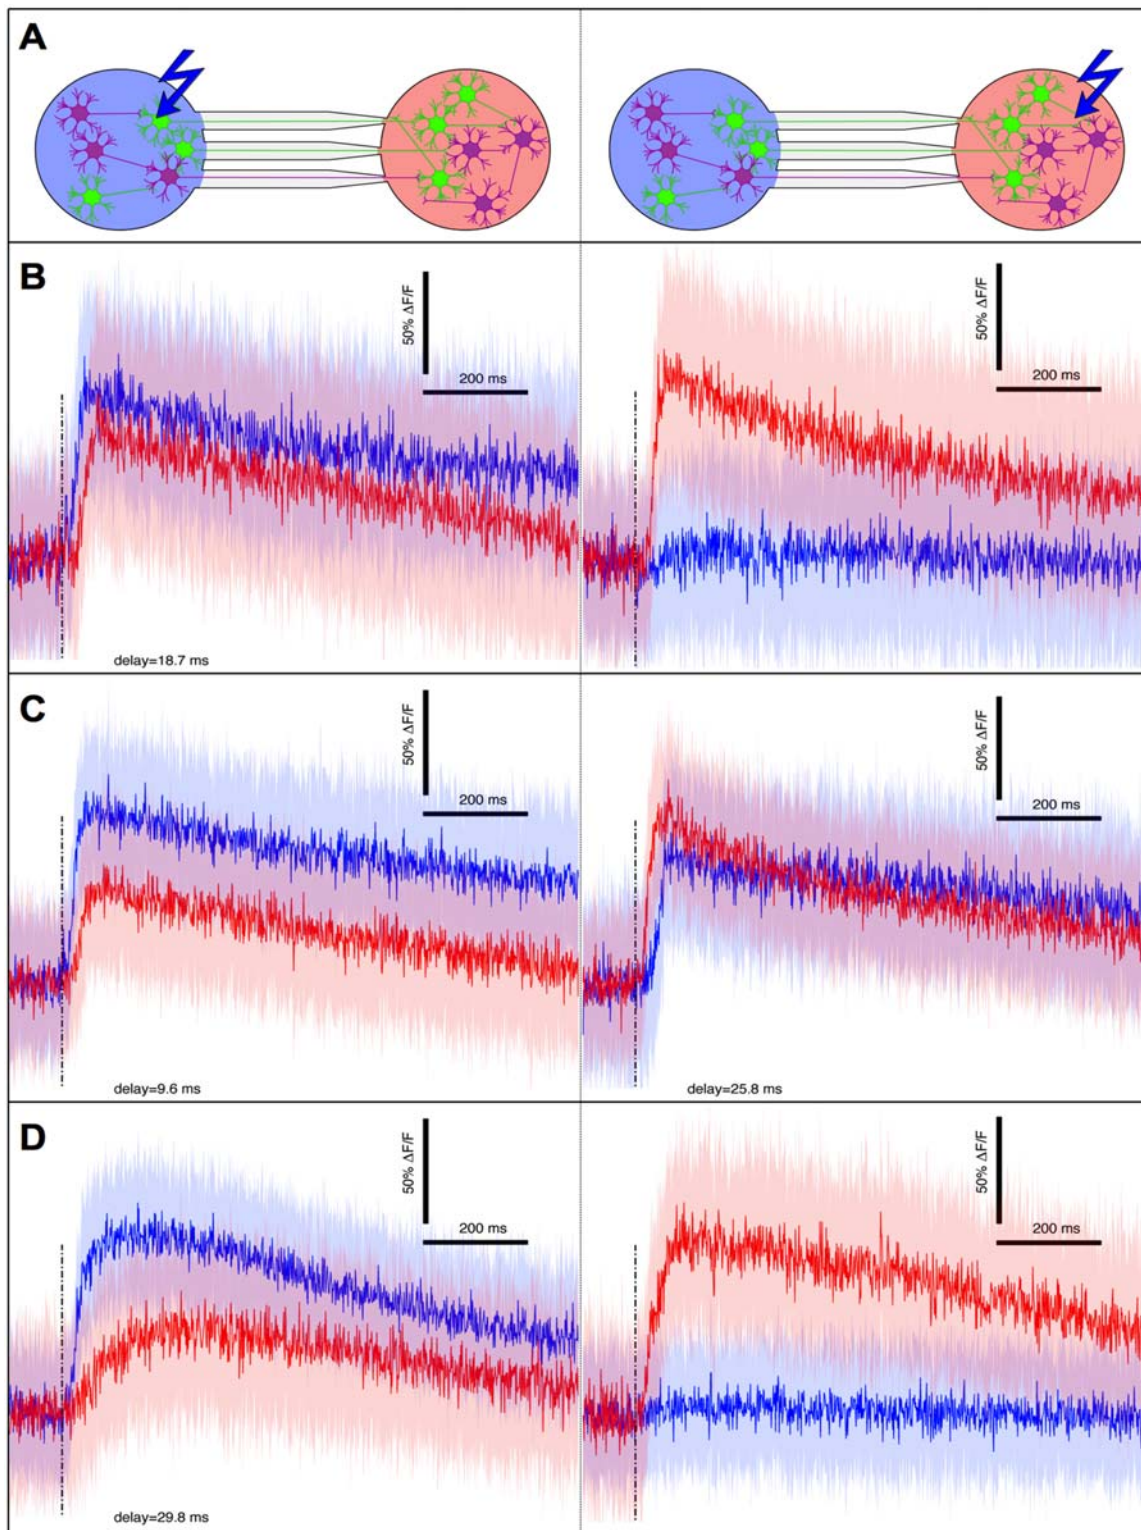 A
B
50% ΔF/F
200 ms
50% ΔF/F
200 ms
delay=18.7 ms
C
50% ΔF/F
200 ms
50% ΔF/F
200 ms
delay=9.6 ms
delay=25.8 ms
D
50% ΔF/F
200 ms
50% ΔF/F
200 ms
delay=29.8 ms